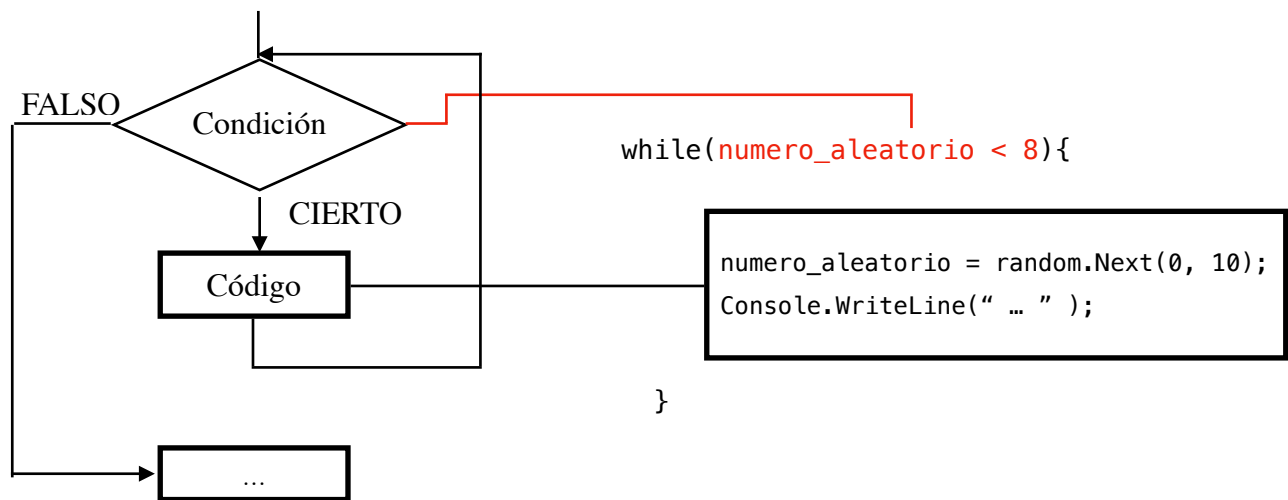 FALSO
Condición
CIERTO
Código
...
while(numero_aleatorio < 8){
numero_aleatorio = random.Next(0, 10);
Console.WriteLine(“ … ” );
}